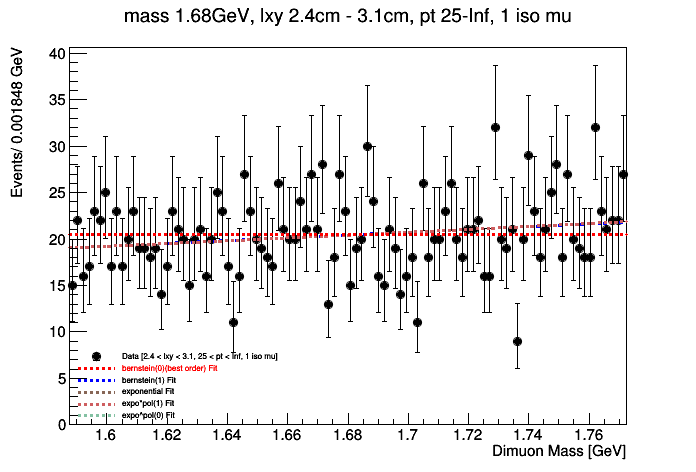 mass 1.68GeV, lxy 2.4cm - 3.1cm, pt 25-Inf, 1 iso mu
Events/ 0.001848 GeV
40
35
30
25
20
15
10
5
0
Data [2.4 < lxy < 3.1, 25 < pt < Inf, 1 iso mu]
bernstein(0)(best order) Fit
bernstein(1) Fit
exponential Fit
expo*pol(1) Fit
expo*pol(0) Fit
1.6 1.62 1.64 1.66 1.68 1.7 1.72 1.74 1.76
Dimuon Mass [GeV]